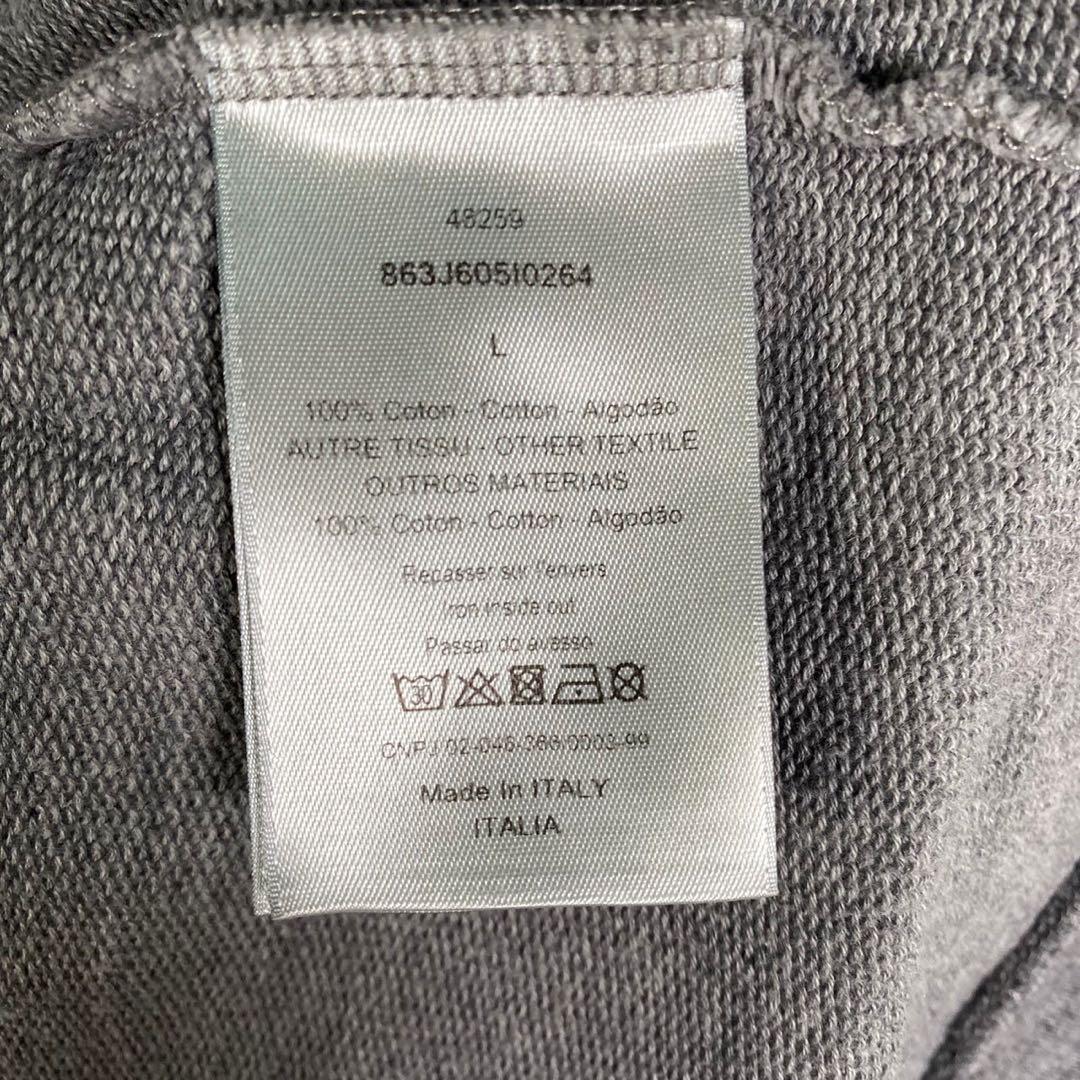 48259
863J605I0264
L
100% Coton - Cotton - Algodão
AUTRE TISSU - OTHER TEXTILE
OUTROS MATERIAIS
100% Coton - Cotton - Algodão
Repasser sur l'envers
Iron inside out
Passar do avesso
30
CNPJ 02-046-366/0003-99
Made In ITALY
ITALIA